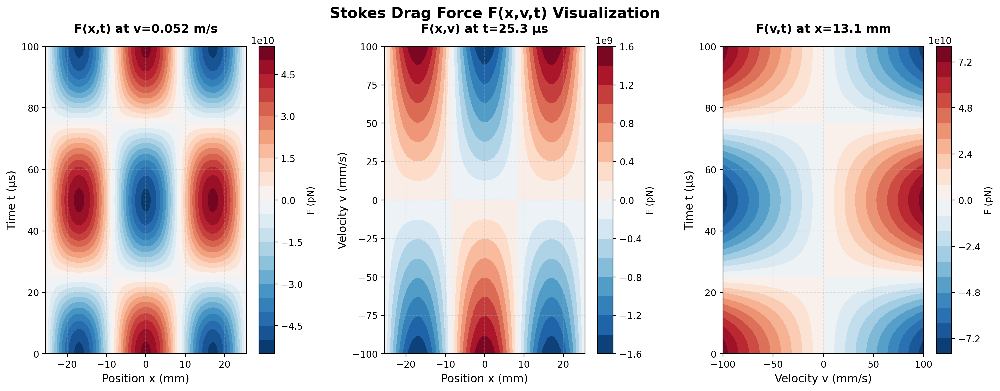 Stokes Drag Force F(x,v,t) Visualization
F(x,t) at v=0.052 m/s
1e10
100
80
60
40
20
0
Time t (μs)
−20 −10 0 10 20
Position x (mm)
4.5
3.0
1.5
0.0
−1.5
−3.0
−4.5
F (pN)
F(x,v) at t=25.3 μs
1e9
100
75
50
25
0
−25
−50
−75
−100
Velocity v (mm/s)
−20 −10 0 10 20
Position x (mm)
1.6
1.2
0.8
0.4
0.0
−0.4
−0.8
−1.2
−1.6
F (pN)
F(v,t) at x=13.1 mm
1e10
100
80
60
40
20
0
Time t (μs)
−100 −50 0 50 100
Velocity v (mm/s)
7.2
4.8
2.4
0.0
−2.4
−4.8
−7.2
F (pN)